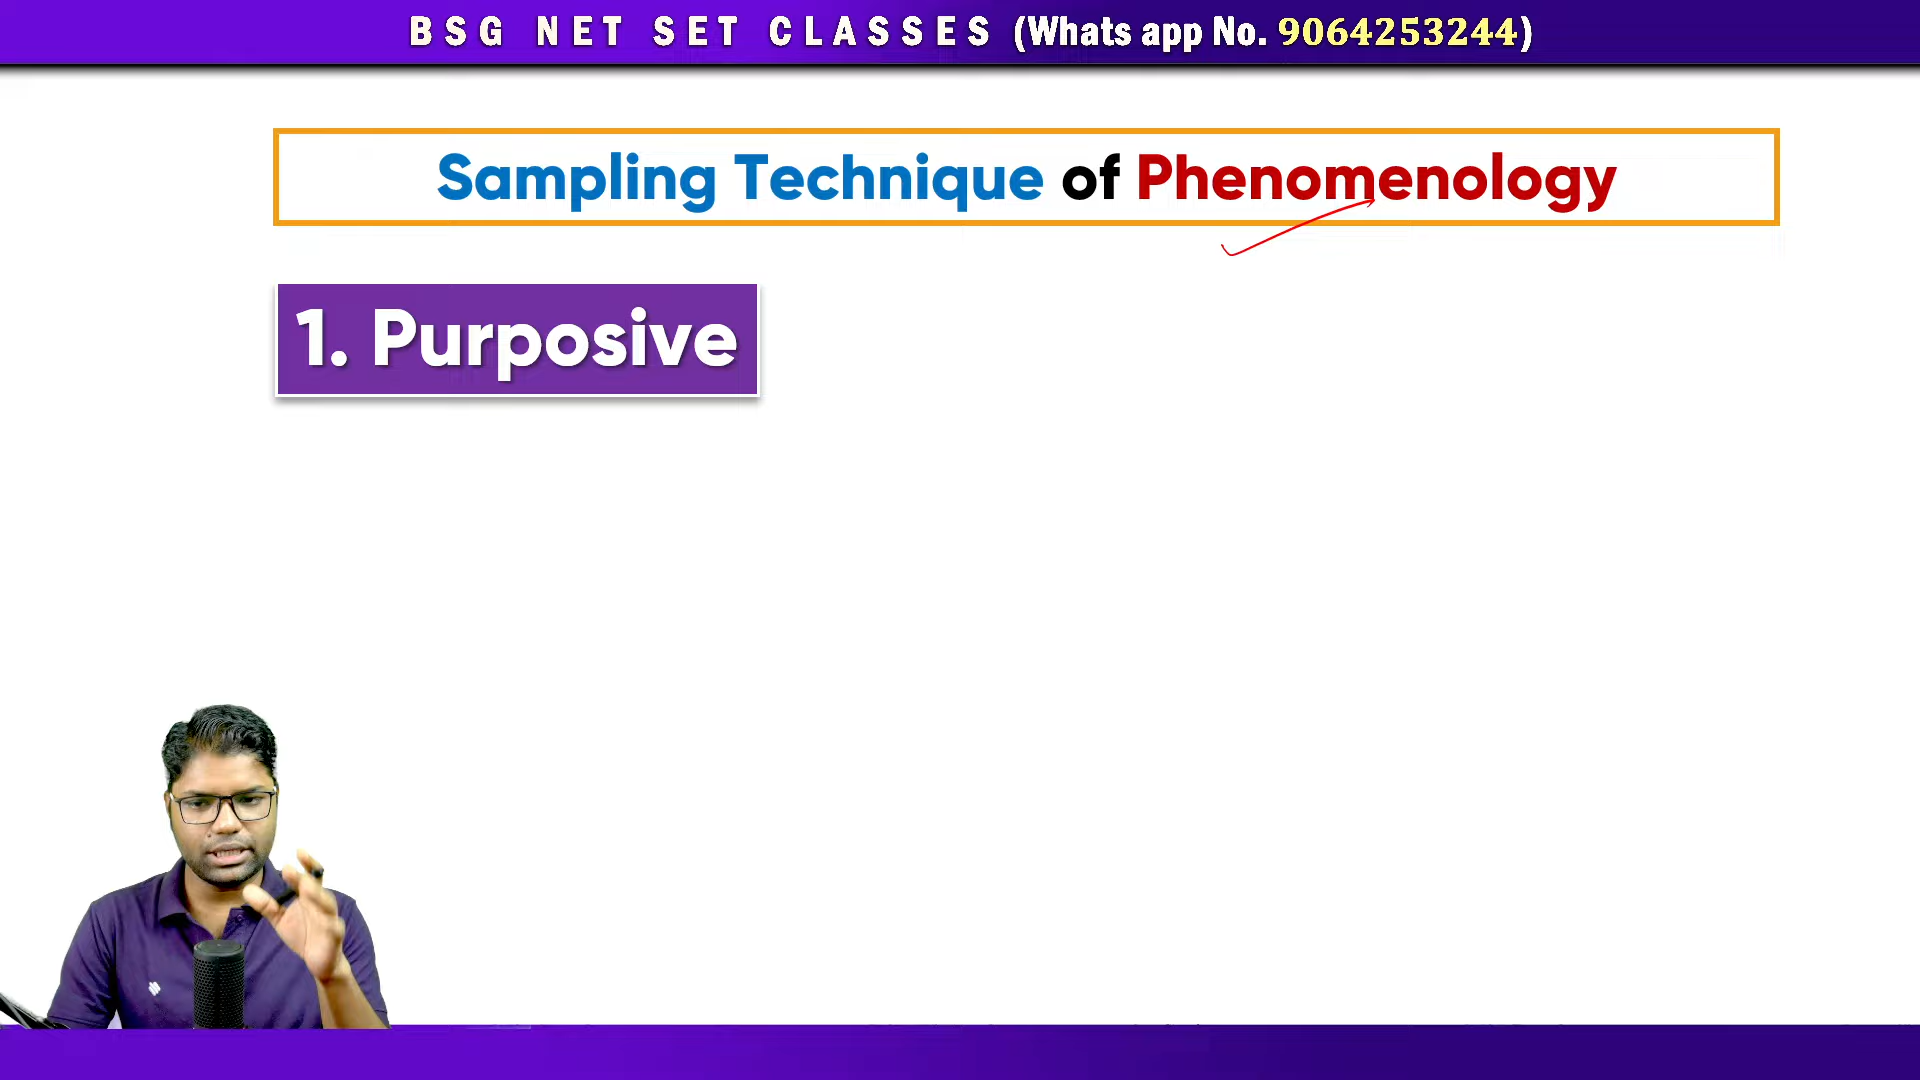 BSG NET SET CLASSES (Whats app No. 9064253244)
Sampling Technique of Phenomenology
1. Purposive